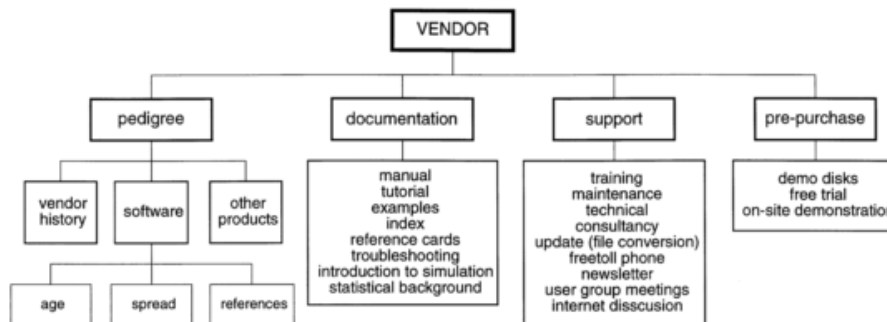 VENDOR
pedigree
documentation
support
pre-purchase
vendor
history
software
other
products
age
spread
references
manual
tutorial
examples
index
reference cards
troubleshooting
introduction to simulation
statistical background
training
maintenance
technical
consultancy
update (file conversion)
freetoll phone
newsletter
user group meetings
internet disscusion
demo disks
free trial
on-site demonstration